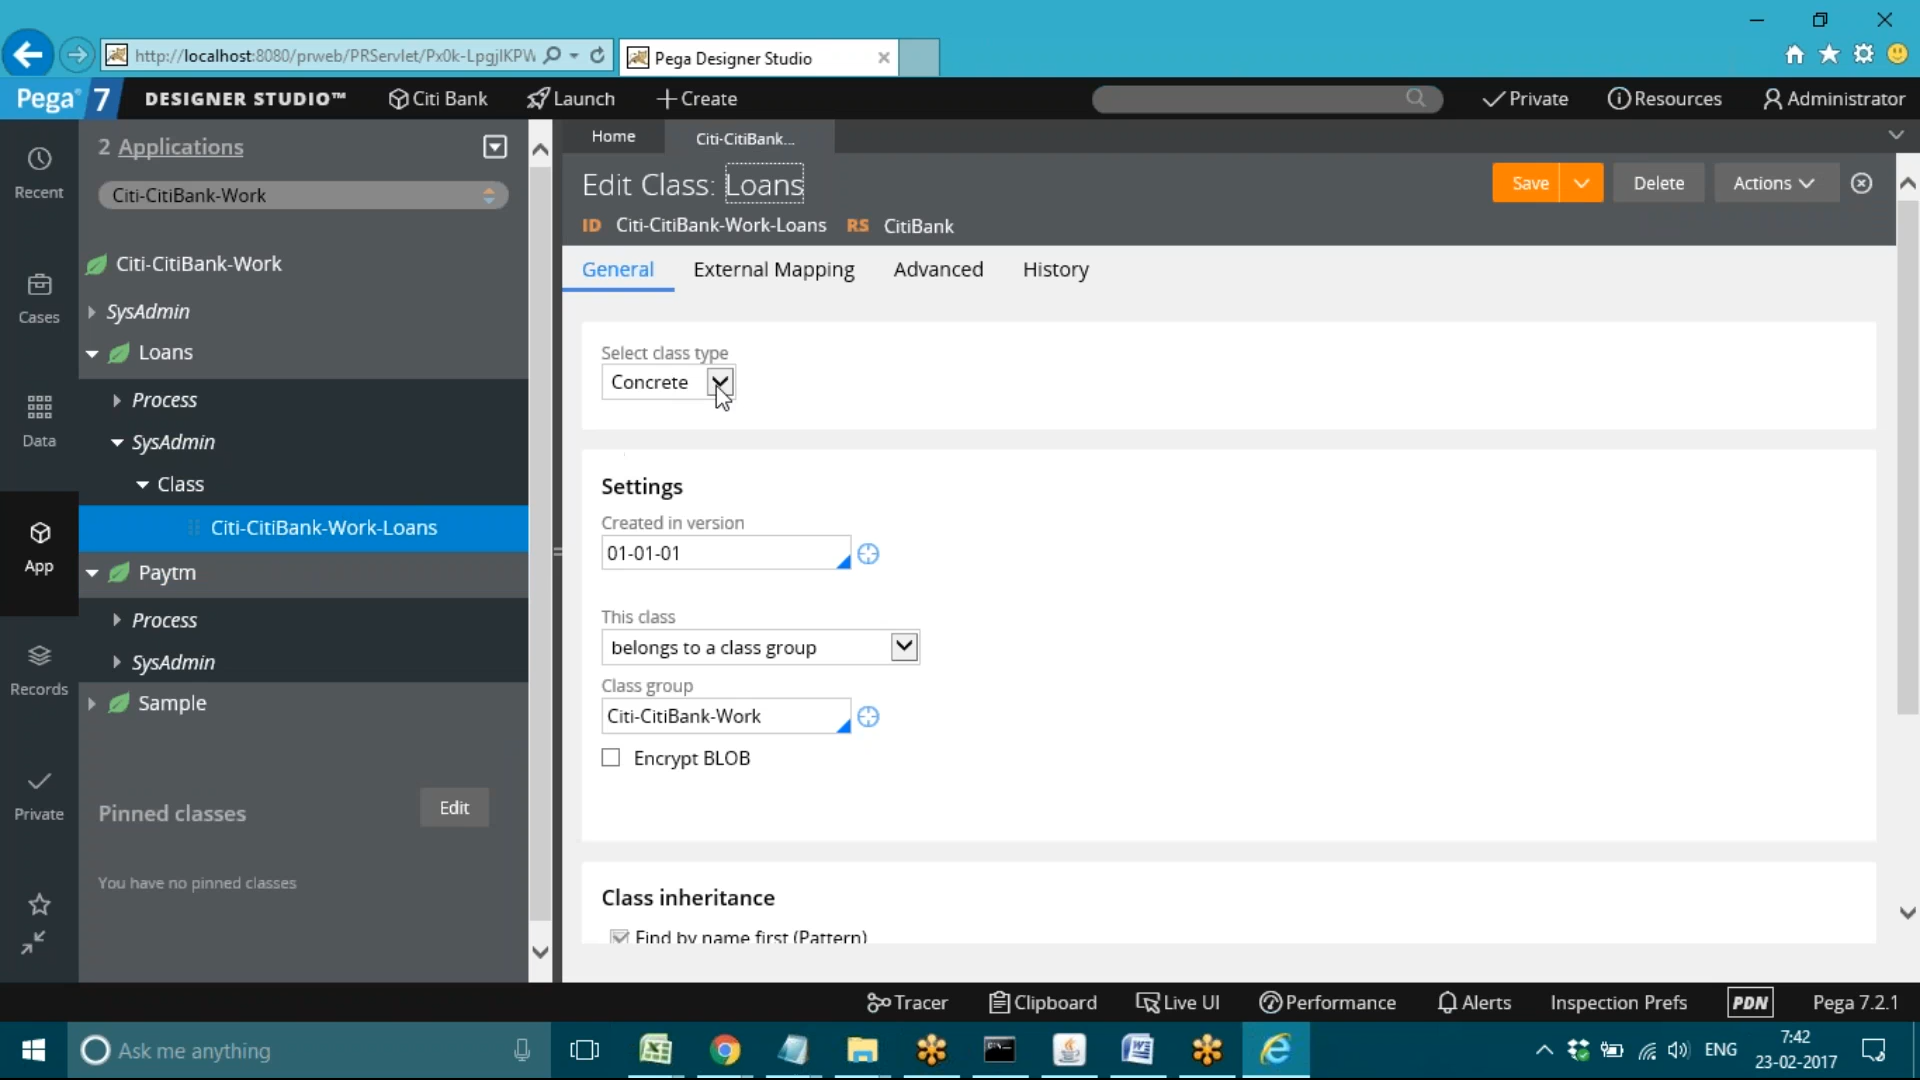 http://localhost:8080/prweb/PRServlet/Px0k-LpgjlKPW
Pega Designer Studio
Pega 7
DESIGNER STUDIO™
Citi Bank
Launch
Create
Private
Resources
Administrator
2 Applications
Citi-CitiBank-Work
Recent
Cases
Data
App
Records
Private
Citi-CitiBank-Work
SysAdmin
Loans
Process
SysAdmin
Class
Citi-CitiBank-Work-Loans
Paytm
Process
SysAdmin
Sample
Pinned classes
Edit
You have no pinned classes
Home
Citi-CitiBank...
Edit Class: Loans
Save
Delete
Actions
ID Citi-CitiBank-Work-Loans RS CitiBank
General
External Mapping
Advanced
History
Select class type
Concrete
Settings
Created in version
01-01-01
This class
belongs to a class group
Class group
Citi-CitiBank-Work
Encrypt BLOB
Class inheritance
Find by name first (Pattern)
Tracer
Clipboard
Live UI
Performance
Alerts
Inspection Prefs
PDN
Pega 7.2.1
Ask me anything
ENG
7:42
23-02-2017